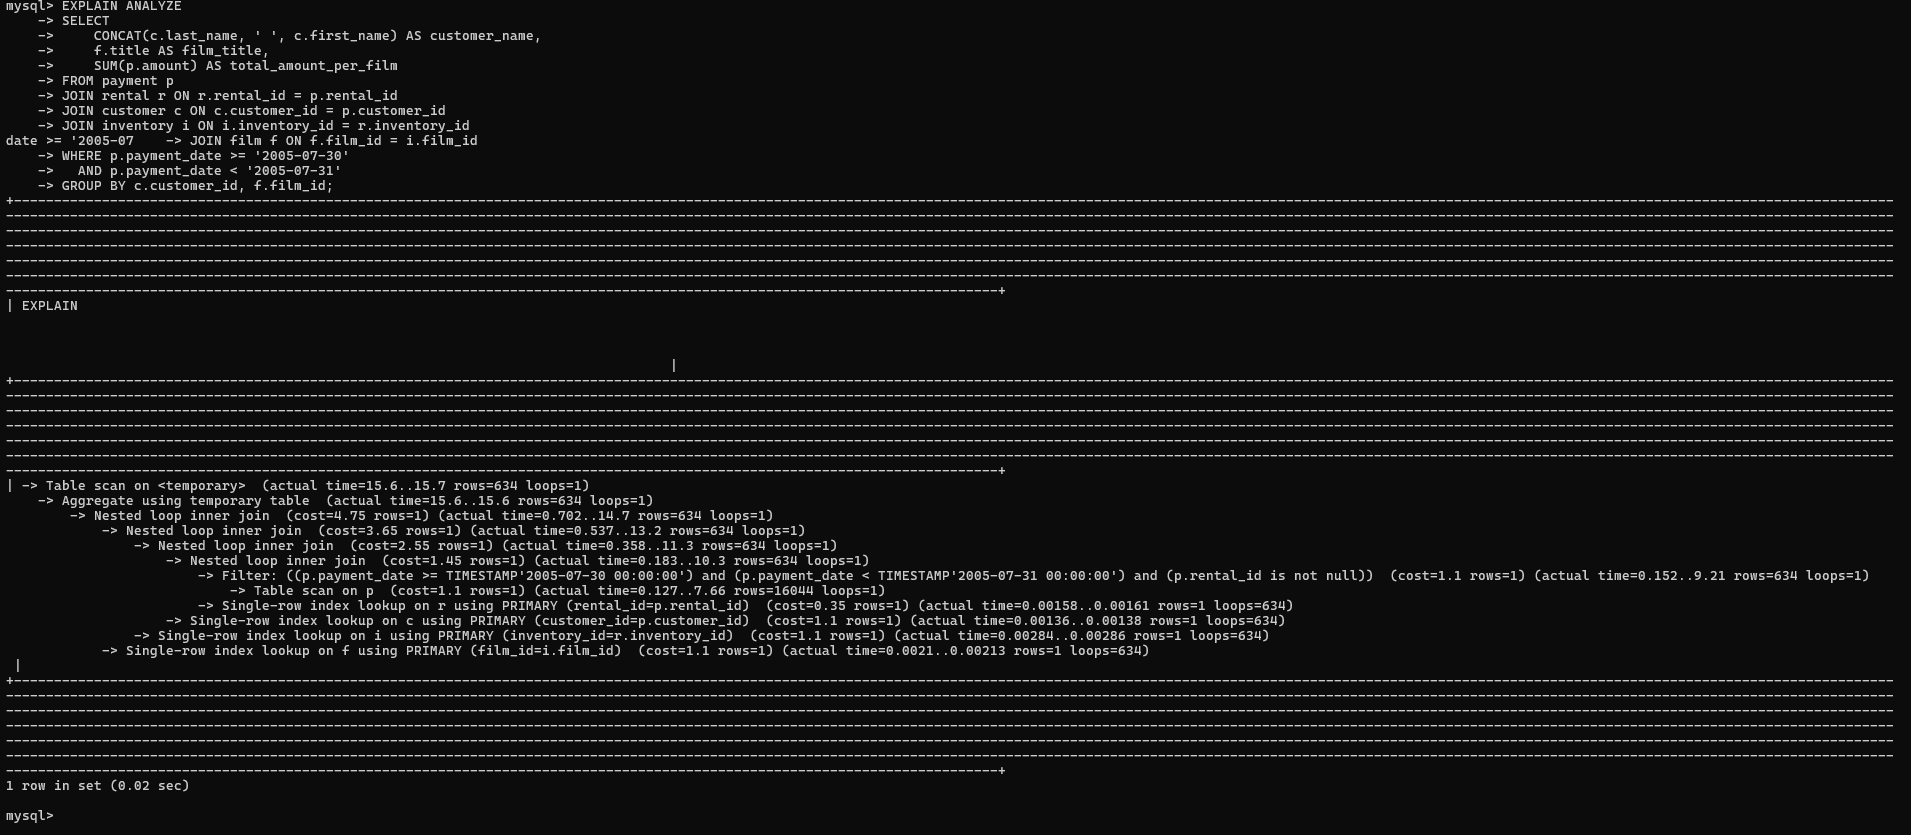 mysql> EXPLAIN ANALYZE
    -> SELECT
    ->     CONCAT(c.last_name, ' ', c.first_name) AS customer_name,
    ->     f.title AS film_title,
    ->     SUM(p.amount) AS total_amount_per_film
    -> FROM payment p
    -> JOIN rental r ON r.rental_id = p.rental_id
    -> JOIN customer c ON c.customer_id = p.customer_id
    -> JOIN inventory i ON i.inventory_id = r.inventory_id
date >= '2005-07    -> JOIN film f ON f.film_id = i.film_id
    -> WHERE p.payment_date >= '2005-07-30'
    ->   AND p.payment_date < '2005-07-31'
    -> GROUP BY c.customer_id, f.film_id;
| EXPLAIN
|
| -> Table scan on <temporary>  (actual time=15.6..15.7 rows=634 loops=1)
    -> Aggregate using temporary table  (actual time=15.6..15.6 rows=634 loops=1)
        -> Nested loop inner join  (cost=4.75 rows=1) (actual time=0.702..14.7 rows=634 loops=1)
            -> Nested loop inner join  (cost=3.65 rows=1) (actual time=0.537..13.2 rows=634 loops=1)
                -> Nested loop inner join  (cost=2.55 rows=1) (actual time=0.358..11.3 rows=634 loops=1)
                    -> Nested loop inner join  (cost=1.45 rows=1) (actual time=0.183..10.3 rows=634 loops=1)
                        -> Filter: ((p.payment_date >= TIMESTAMP'2005-07-30 00:00:00') and (p.payment_date < TIMESTAMP'2005-07-31 00:00:00') and (p.rental_id is not null))  (cost=1.1 rows=1) (actual time=0.152..9.21 rows=634 loops=1)
                            -> Table scan on p  (cost=1.1 rows=1) (actual time=0.127..7.66 rows=16044 loops=1)
                        -> Single-row index lookup on r using PRIMARY (rental_id=p.rental_id)  (cost=0.35 rows=1) (actual time=0.00158..0.00161 rows=1 loops=634)
                    -> Single-row index lookup on c using PRIMARY (customer_id=p.customer_id)  (cost=1.1 rows=1) (actual time=0.00136..0.00138 rows=1 loops=634)
                -> Single-row index lookup on i using PRIMARY (inventory_id=r.inventory_id)  (cost=1.1 rows=1) (actual time=0.00284..0.00286 rows=1 loops=634)
            -> Single-row index lookup on f using PRIMARY (film_id=i.film_id)  (cost=1.1 rows=1) (actual time=0.0021..0.00213 rows=1 loops=634)
 |
1 row in set (0.02 sec)
mysql>